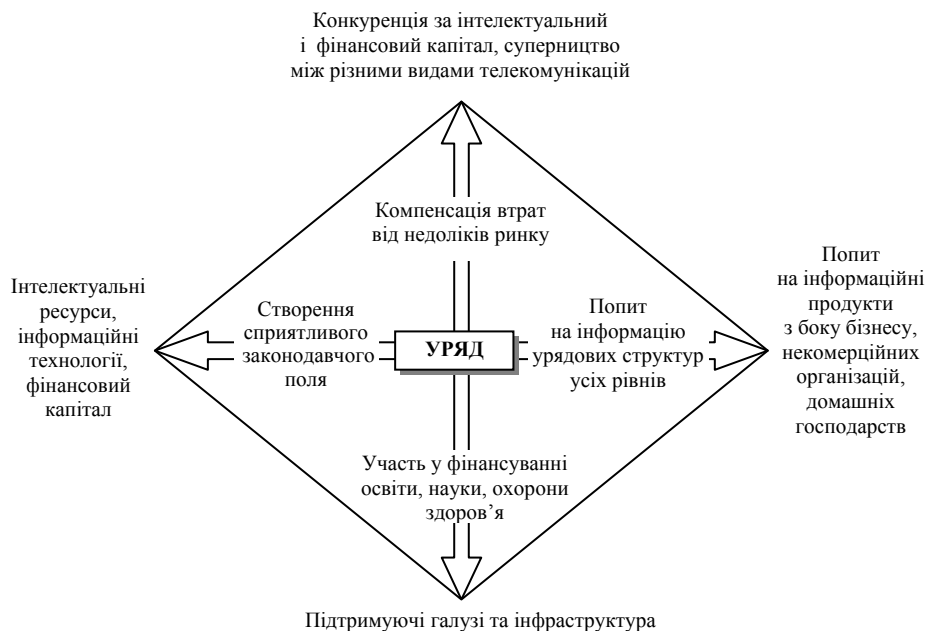 Конкуренція за інтелектуальний
і фінансовий капітал, суперництво
між різними видами телекомунікацій
Компенсація втрат
від недоліків ринку
Інтелектуальні
ресурси,
інформаційні
технології,
фінансовий
капітал
Створення
сприятливого
законодавчого
поля
УРЯД
Попит
на інформацію
урядових структур
усіх рівнів
Попит
на інформаційні
продукти
з боку бізнесу,
некомерційних
організацій,
домашніх
господарств
Участь у фінансуванні
освіти, науки, охорони
здоров’я
Підтримуючі галузі та інфраструктура